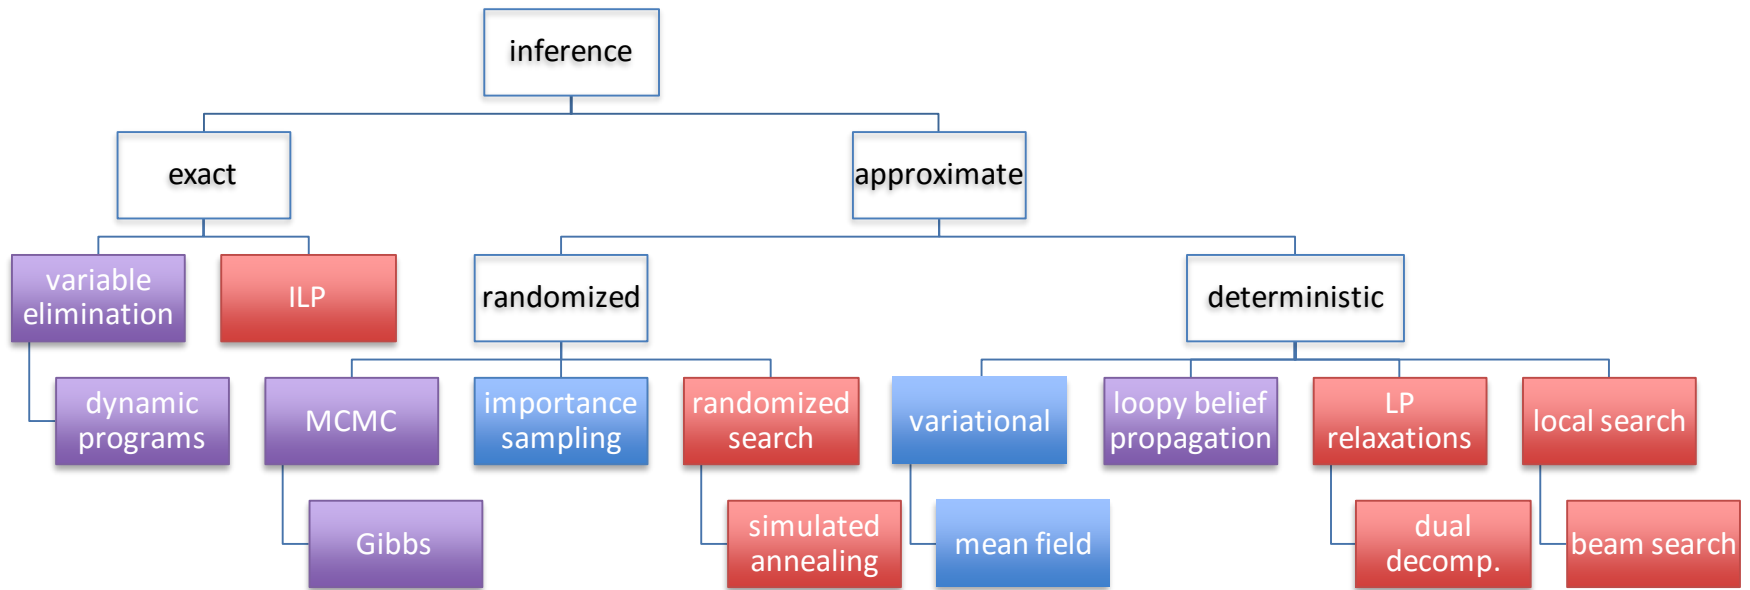 inference
exact
approximate
variable
elimination
ILP
randomized
deterministic
dynamic
programs
MCMC
importance
sampling
randomized
search
variational
loopy belief
propagation
LP
relaxations
local search
Gibbs
simulated
annealing
mean field
dual
decomp.
beam search